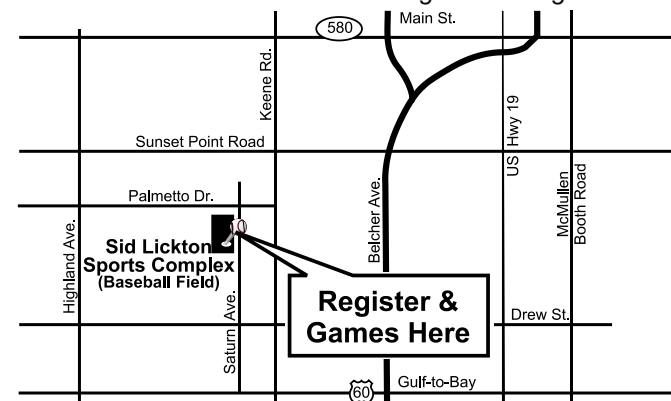 Main St.
580
Keene Rd.
Sunset Point Road
US Hwy 19
McMullen
Booth Road
Palmetto Dr.
Belcher Ave.
Highland Ave.
Sid Lickton
Sports Complex
(Baseball Field)
Register &
Games Here
Drew St.
Saturn Ave.
60
Gulf-to-Bay